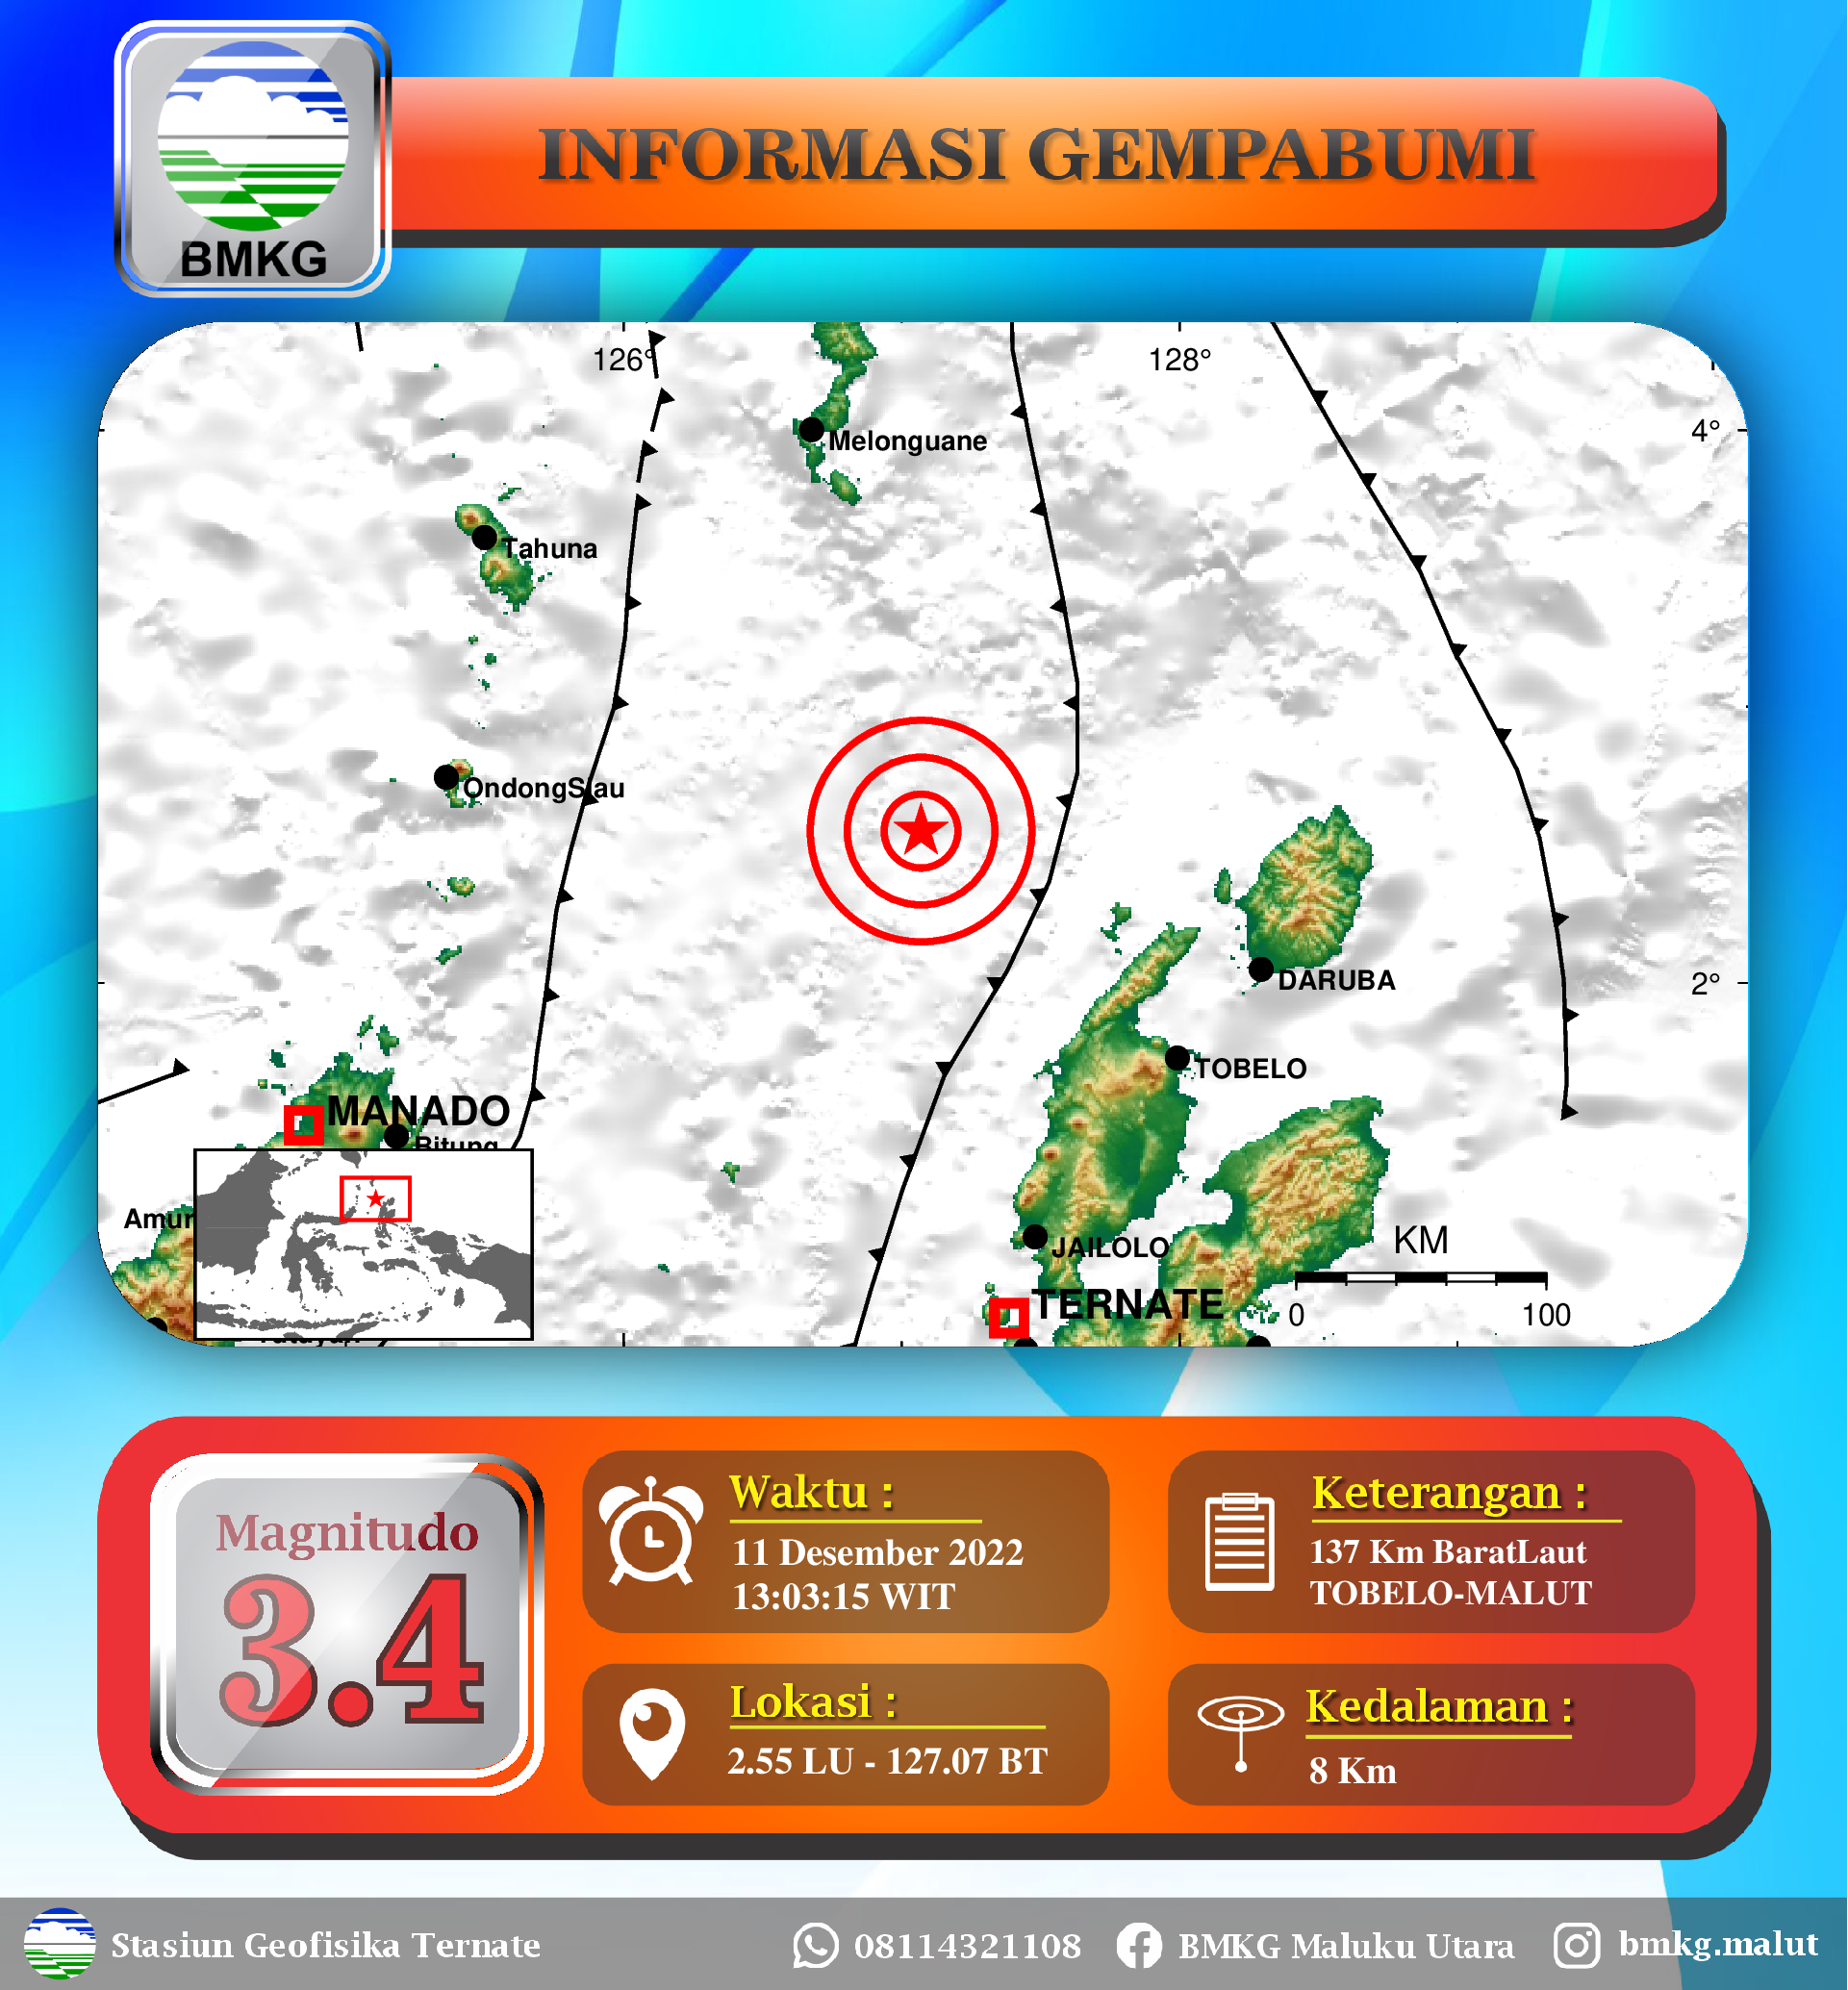 BMKG
INFORMASI GEMPABUMI
126°
128°
4°
Melonguane
Tahuna
OndongSiau
2°
DARUBA
TOBELO
MANADO
Bitung
JAILOLO
KM
TERNATE
0
100
Magnitudo
3.4
Waktu :
11 Desember 2022
13:03:15 WIT
Keterangan :
137 Km BaratLaut
TOBELO-MALUT
Lokasi :
2.55 LU - 127.07 BT
Kedalaman :
8 Km
Stasiun Geofisika Ternate
08114321108
BMKG Maluku Utara
bmkg.malut